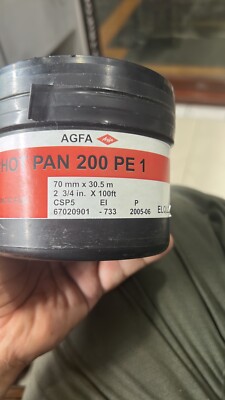 AGFA
HOT PAN 200 PE 1
70 mm x 30.5 m
2 3/4 in. X 100ft
CSP5 EI P
67020901 - 733 2005-06